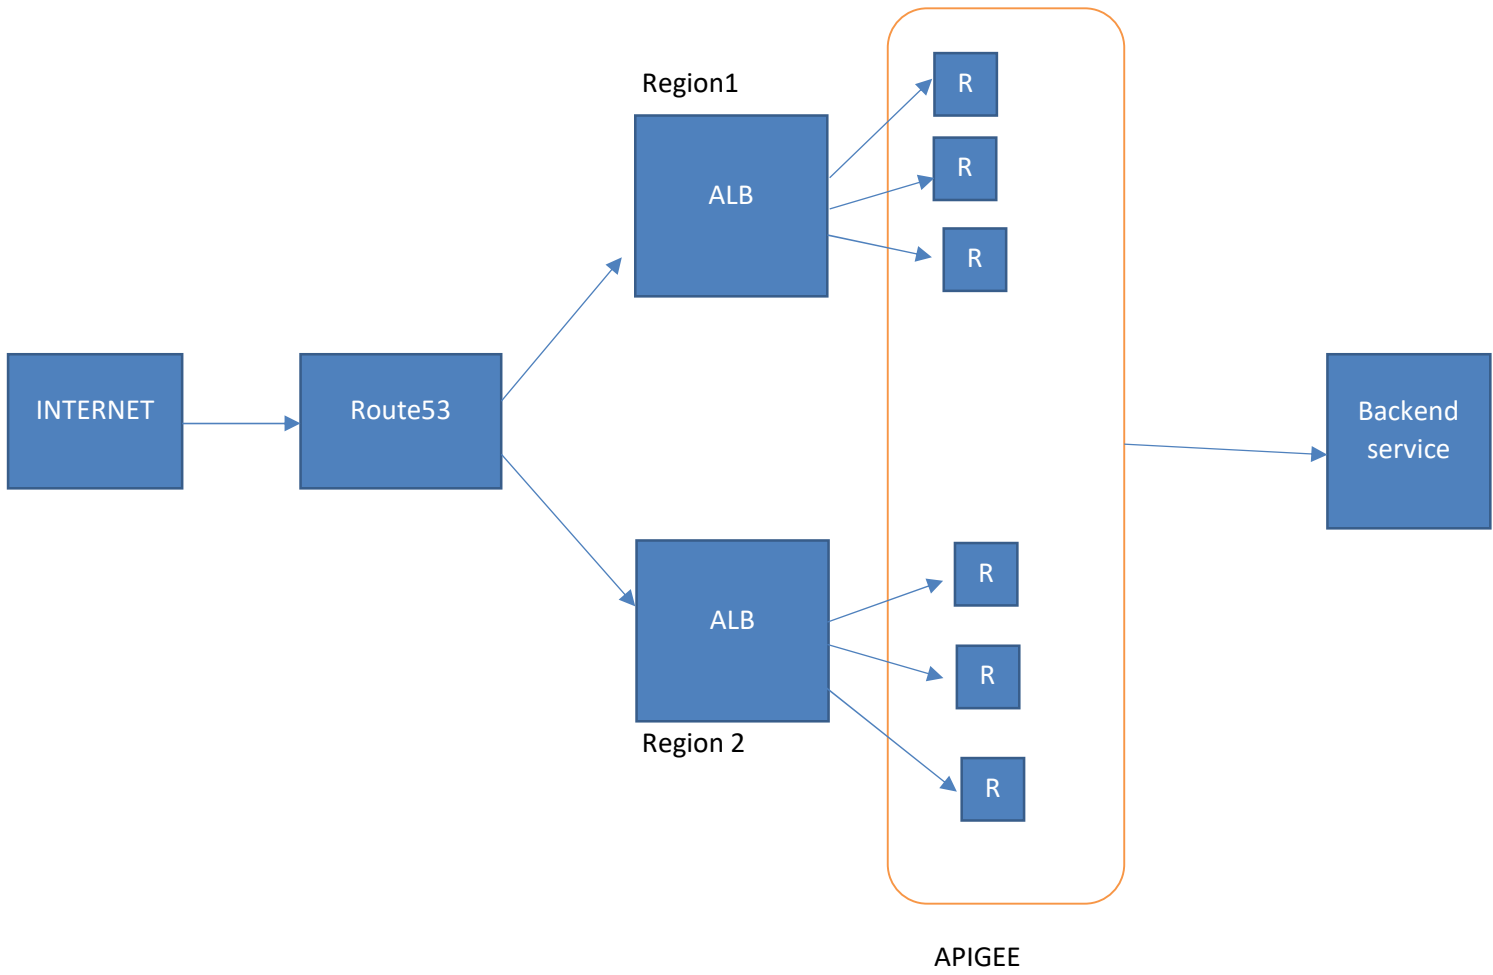 Region1
R
R
ALB
R
INTERNET
Route53
Backend
service
R
ALB
R
Region 2
R
APIGEE